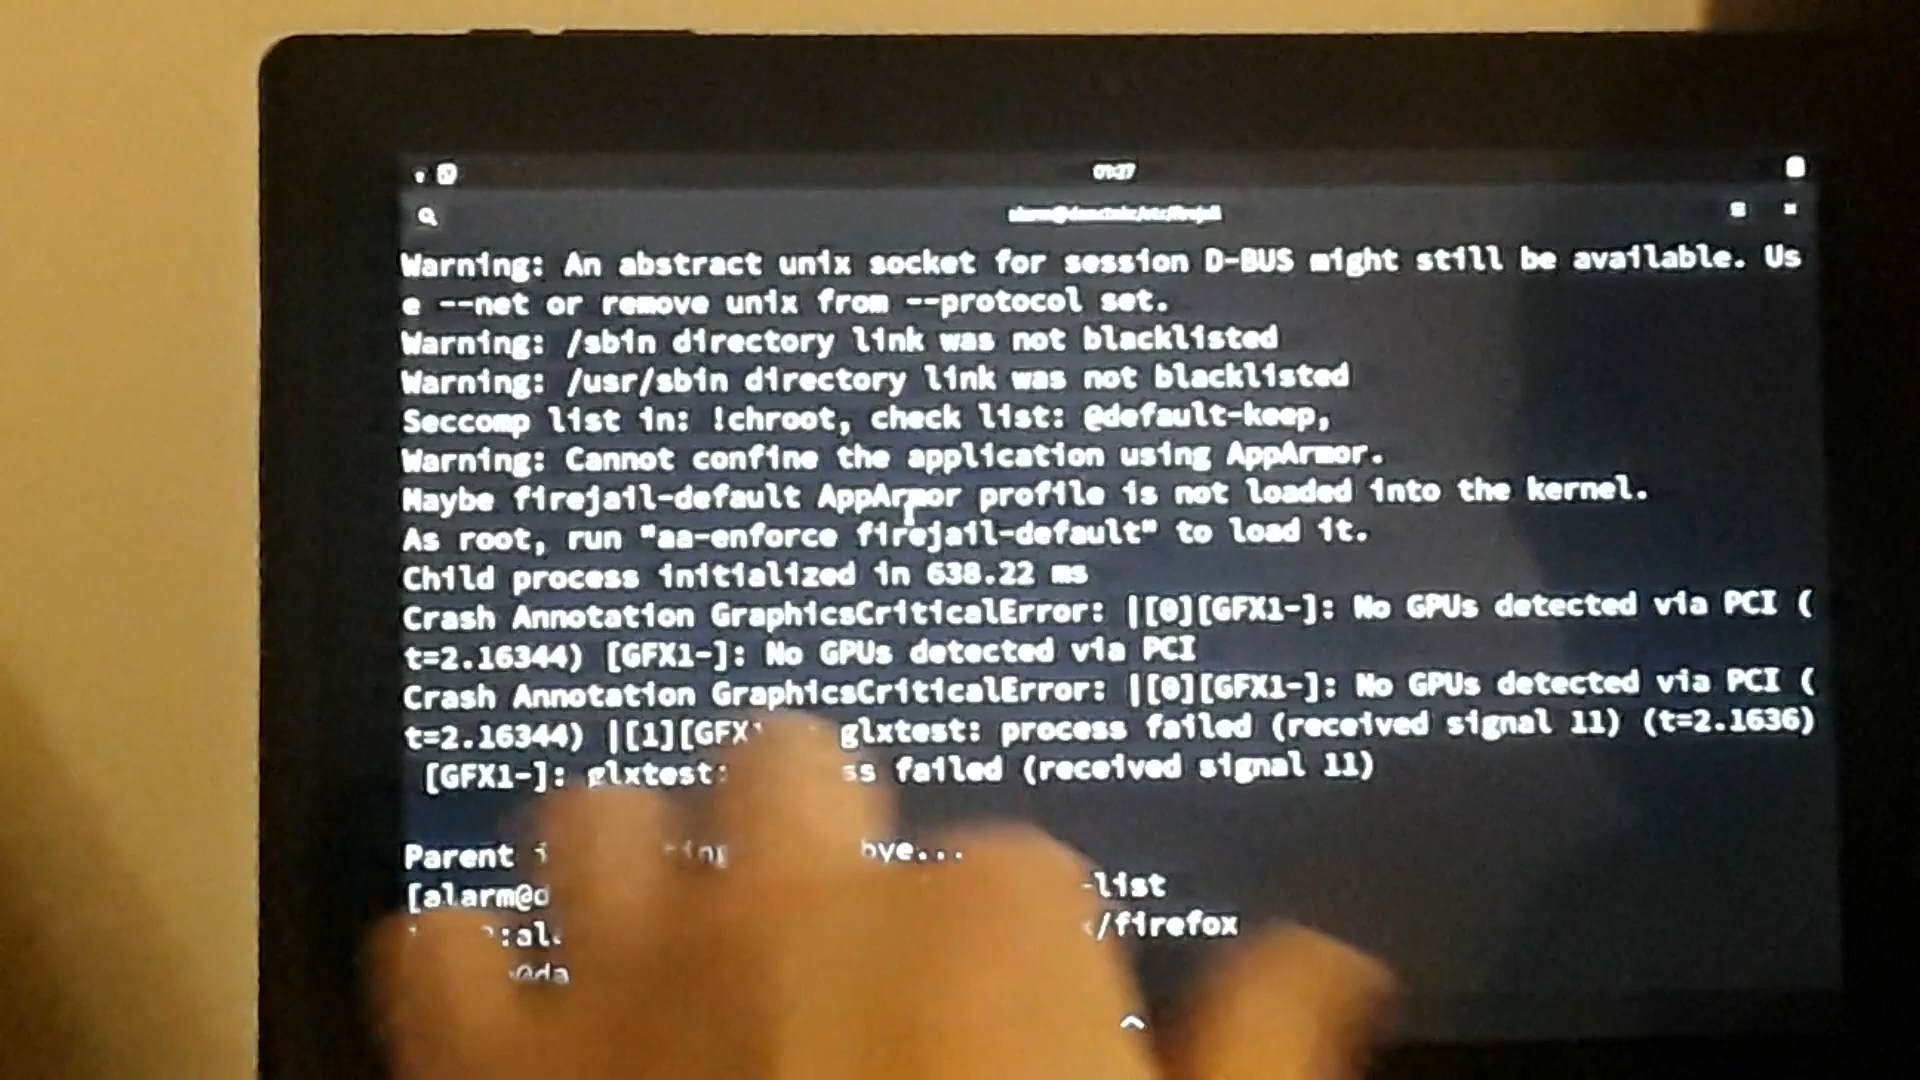 01:27
Warning: An abstract unix socket for session D-BUS might still be available. Us
e --net or remove unix from --protocol set.
Warning: /sbin directory link was not blacklisted
Warning: /usr/sbin directory link was not blacklisted
Seccomp list in: !chroot, check list: @default-keep,
Warning: Cannot confine the application using AppArmor.
Maybe firejail-default AppArmor profile is not loaded into the kernel.
As root, run "aa-enforce firejail-default" to load it.
Child process initialized in 638.22 ms
Crash Annotation GraphicsCriticalError: |[0][GFX1-]: No GPUs detected via PCI (
t=2.16344) [GFX1-]: No GPUs detected via PCI
Crash Annotation GraphicsCriticalError: |[0][GFX1-]: No GPUs detected via PCI (
t=2.16344) |[1][GFX1 glxtest: process failed (received signal 11) (t=2.1636)
[GFX1-]: glxtest: ss failed (received signal 11)
Parent bye...
[alarm@d -list
:al /firefox
@da